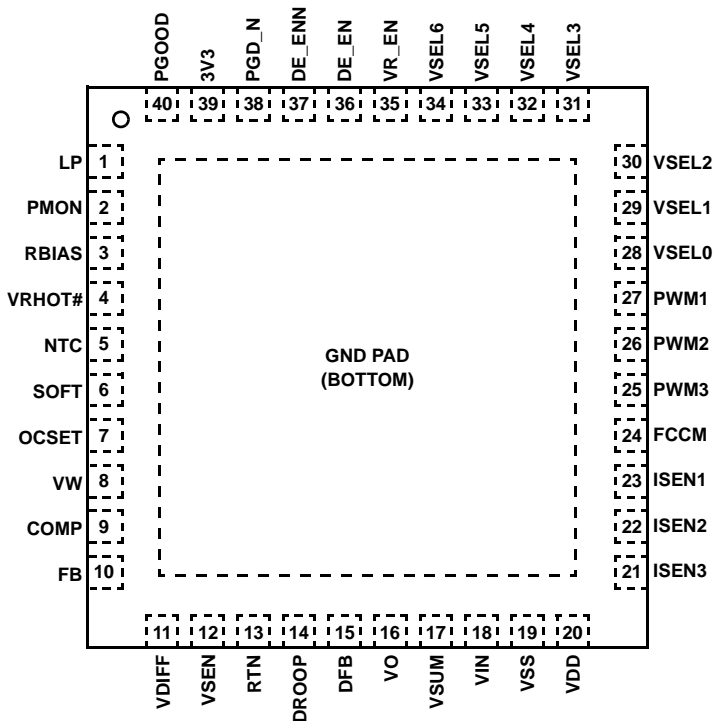 PGOOD
3V3
PGD_N
DE_ENN
DE_EN
VR_EN
VSEL6
VSEL5
VSEL4
VSEL3
40 39 38 37 36 35 34 33 32 31
LP 1
PMON 2
RBIAS 3
VRHOT# 4
NTC 5
SOFT 6
OCSET 7
VW 8
COMP 9
FB 10
GND PAD
(BOTTOM)
30 VSEL2
29 VSEL1
28 VSEL0
27 PWM1
26 PWM2
25 PWM3
24 FCCM
23 ISEN1
22 ISEN2
21 ISEN3
11 12 13 14 15 16 17 18 19 20
VDIFF
VSEN
RTN
DROOP
DFB
VO
VSUM
VIN
VSS
VDD